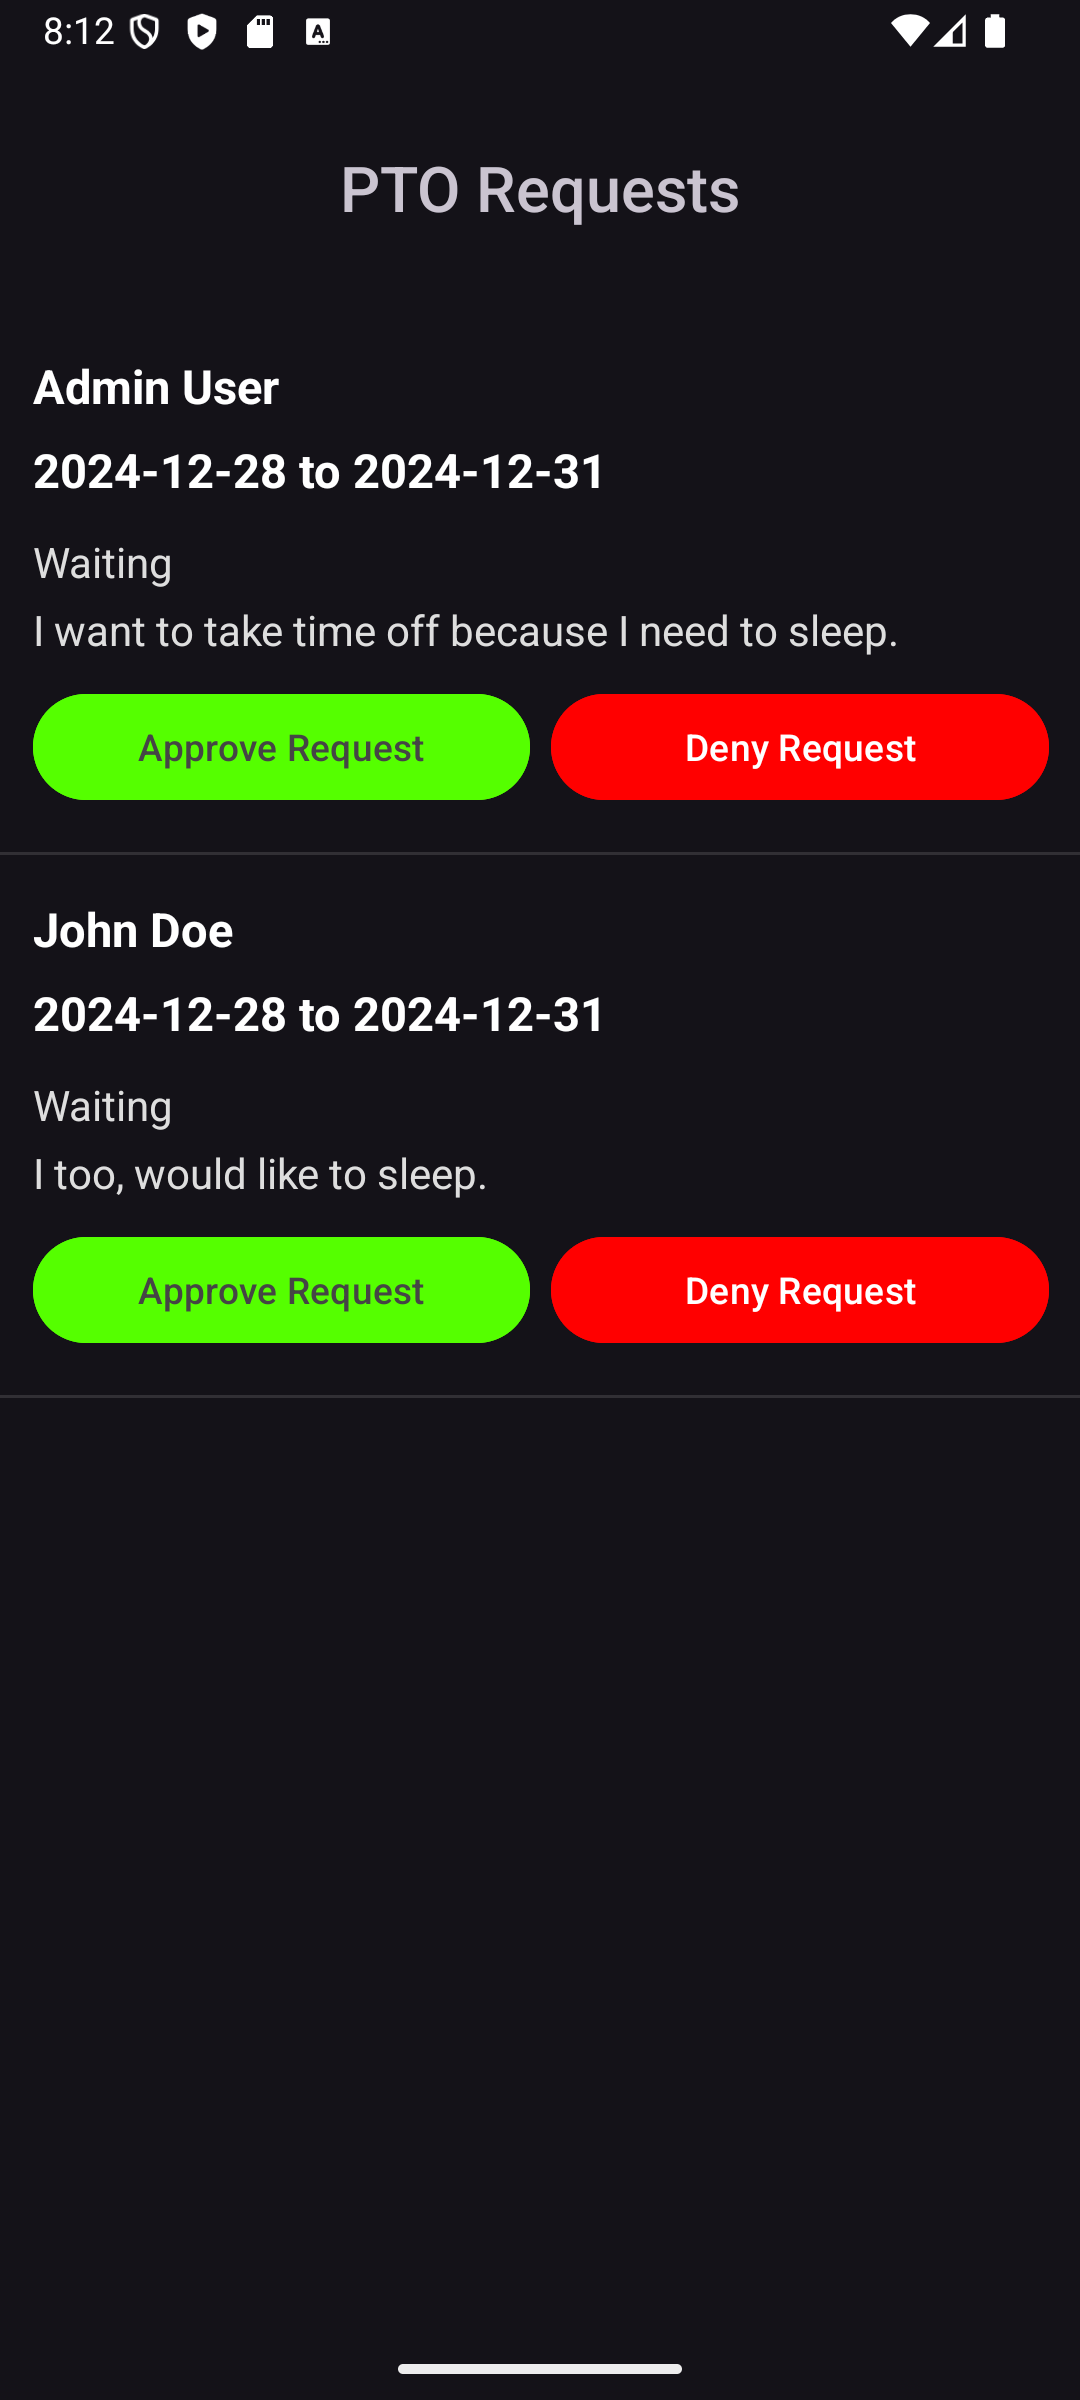 8:12
PTO Requests
Admin User
2024-12-28 to 2024-12-31
Waiting
I want to take time off because I need to sleep.
Approve Request Deny Request
John Doe
2024-12-28 to 2024-12-31
Waiting
I too, would like to sleep.
Approve Request Deny Request